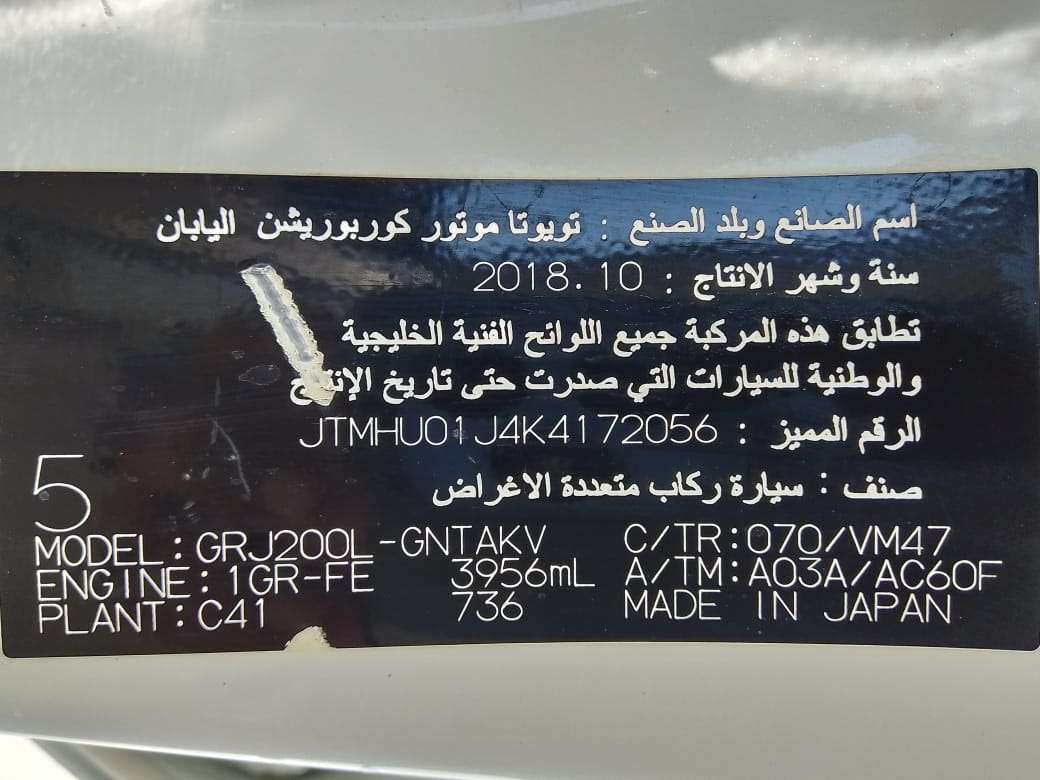 اسم الصانع وبلد الصنع : تويوتا موتور كوربوريشن اليابان
سنة وشهر الانتاج : 2018.10
تطابق هذه المركبة جميع اللوائح الفنية الخليجية
والوطنية للسيارات التي صدرت حتى تاريخ الإنتاج
الرقم المميز : JTMHU01J4K4172056
صنف : سيارة ركاب متعددة الاغراض
5
MODEL:GRJ200L-GNTAKV C/TR:070/VM47
ENGINE:1GR-FE 3956mL A/TM:A03A/AC60F
PLANT:C41 736 MADE IN JAPAN